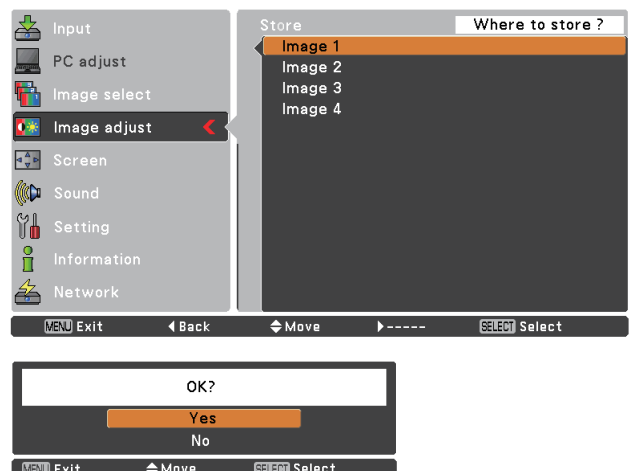 Input
PC adjust
Image select
Image adjust
Screen
Sound
Setting
Information
Network
Store
Where to store ?
Image 1
Image 2
Image 3
Image 4
MENU Exit
Back
Move
-----
SELECT Select
OK?
Yes
No
MENU Exit
Move
SELECT Select